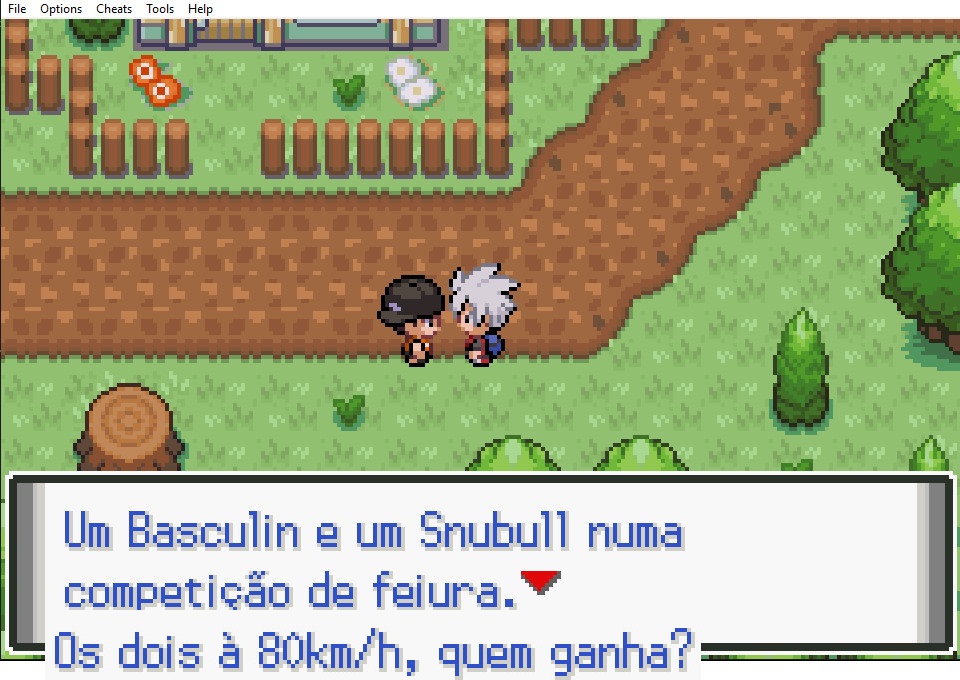 File Options Cheats Tools Help
Um Basculin e um Snubull numa
competição de feiura.
Os dois à 80km/h, quem ganha?